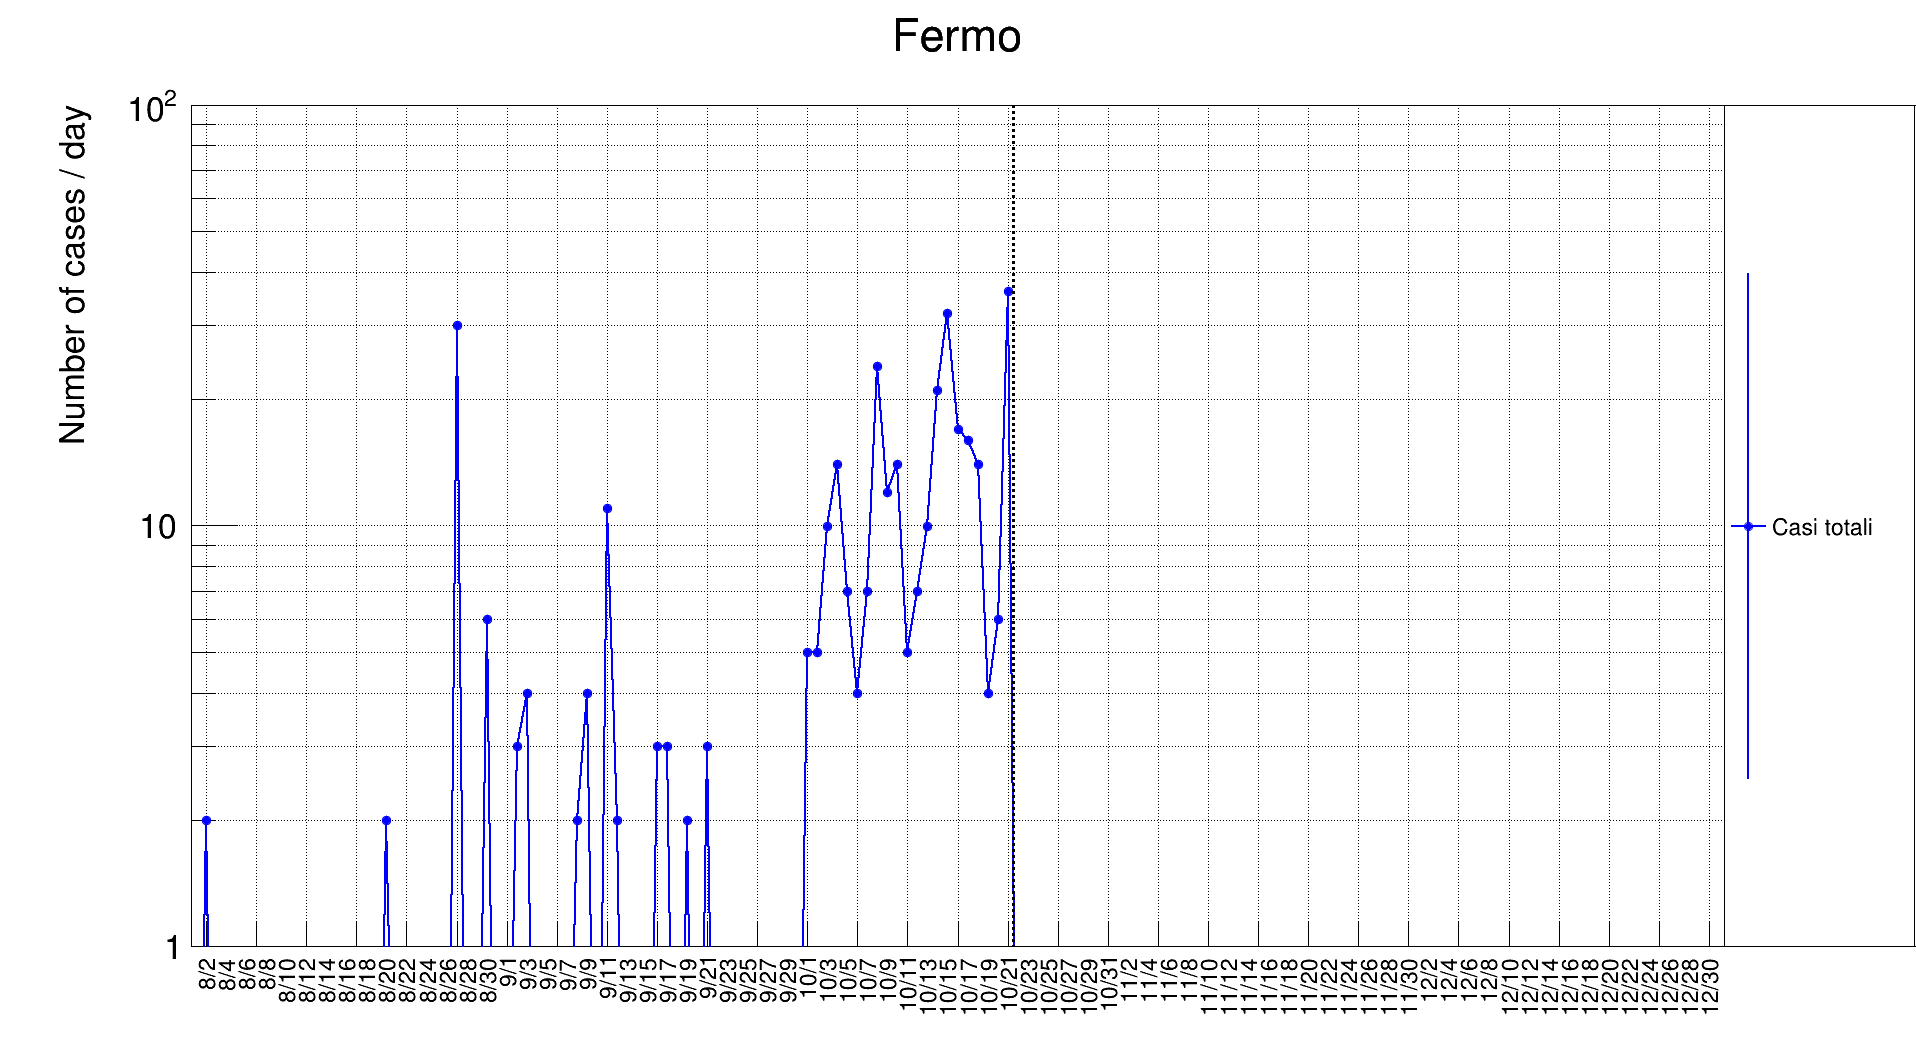 Fermo
Number of cases / day
10²
10
1
8/2 8/4 8/6 8/8 8/10 8/12 8/14 8/16 8/18 8/20 8/22 8/24 8/26 8/28 8/30 9/1 9/3 9/5 9/7 9/9 9/11 9/13 9/15 9/17 9/19 9/21 9/23 9/25 9/27 9/29 10/1 10/3 10/5 10/7 10/9 10/11 10/13 10/15 10/17 10/19 10/21 10/23 10/25 10/27 10/29 10/31 11/2 11/4 11/6 11/8 11/10 11/12 11/14 11/16 11/18 11/20 11/22 11/24 11/26 11/28 11/30 12/2 12/4 12/6 12/8 12/10 12/12 12/14 12/16 12/18 12/20 12/22 12/24 12/26 12/28 12/30
Casi totali